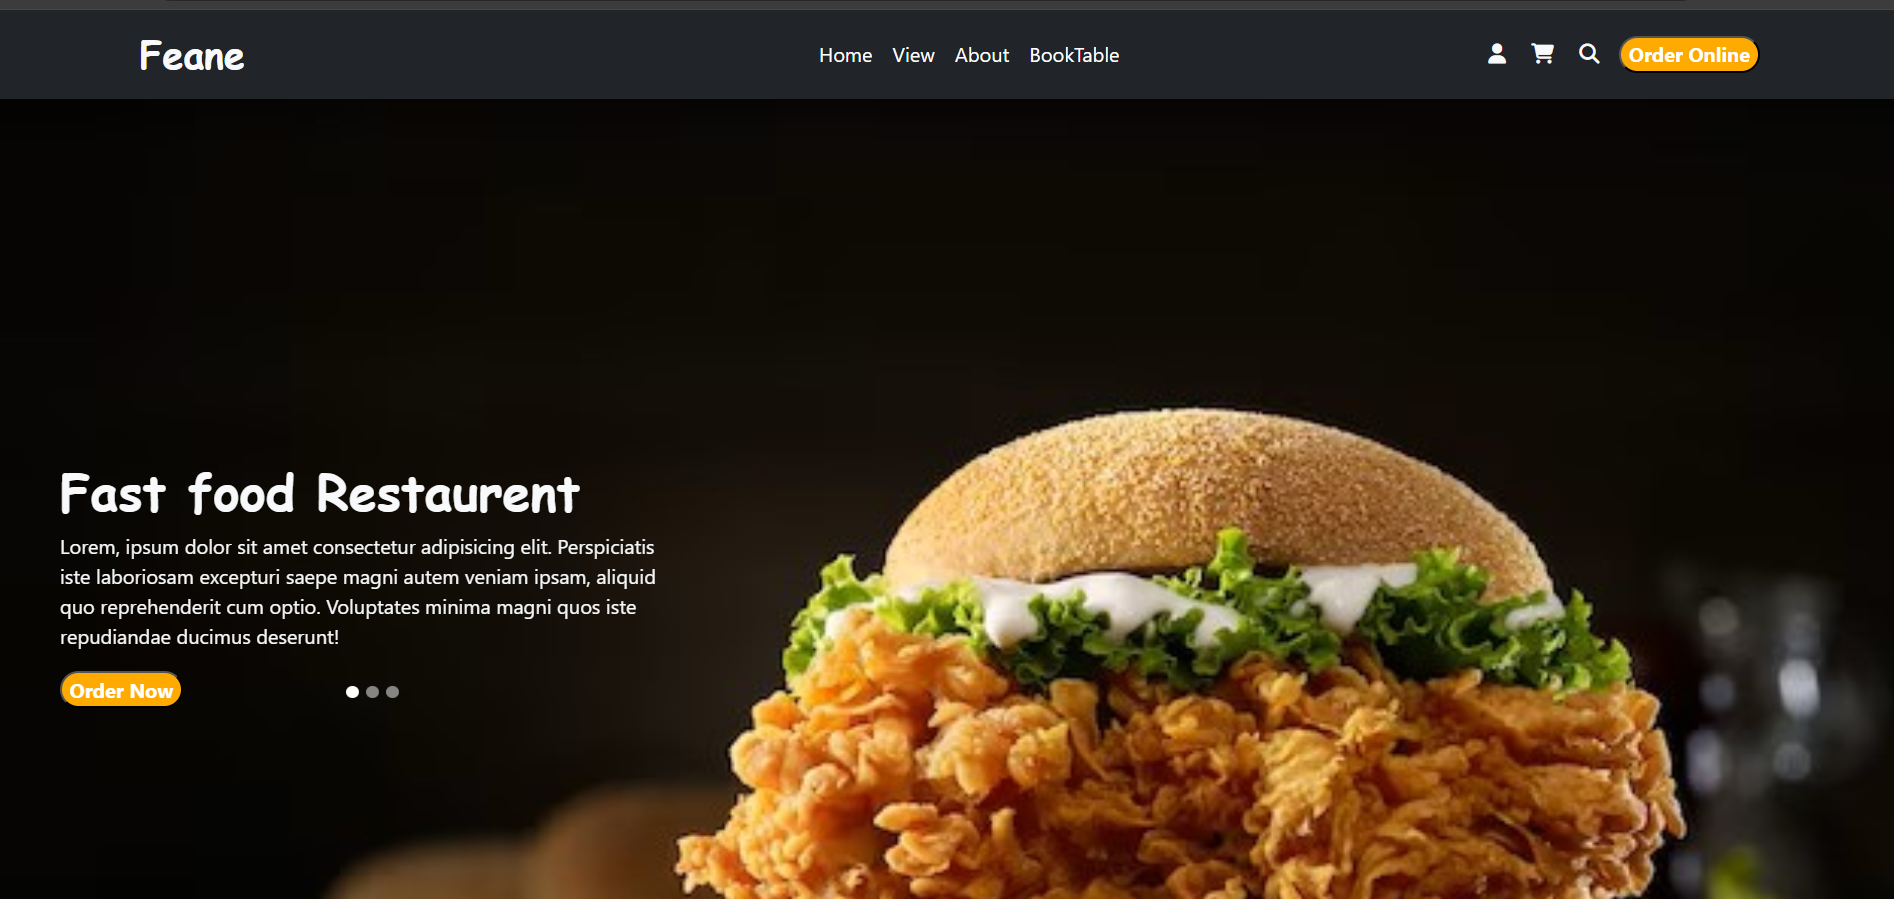 Feane
Home View About BookTable
Order Online
Fast food Restaurent
Lorem, ipsum dolor sit amet consectetur adipisicing elit. Perspiciatis
iste laboriosam excepturi saepe magni autem veniam ipsam, aliquid
quo reprehenderit cum optio. Voluptates minima magni quos iste
repudiandae ducimus deserunt!
Order Now